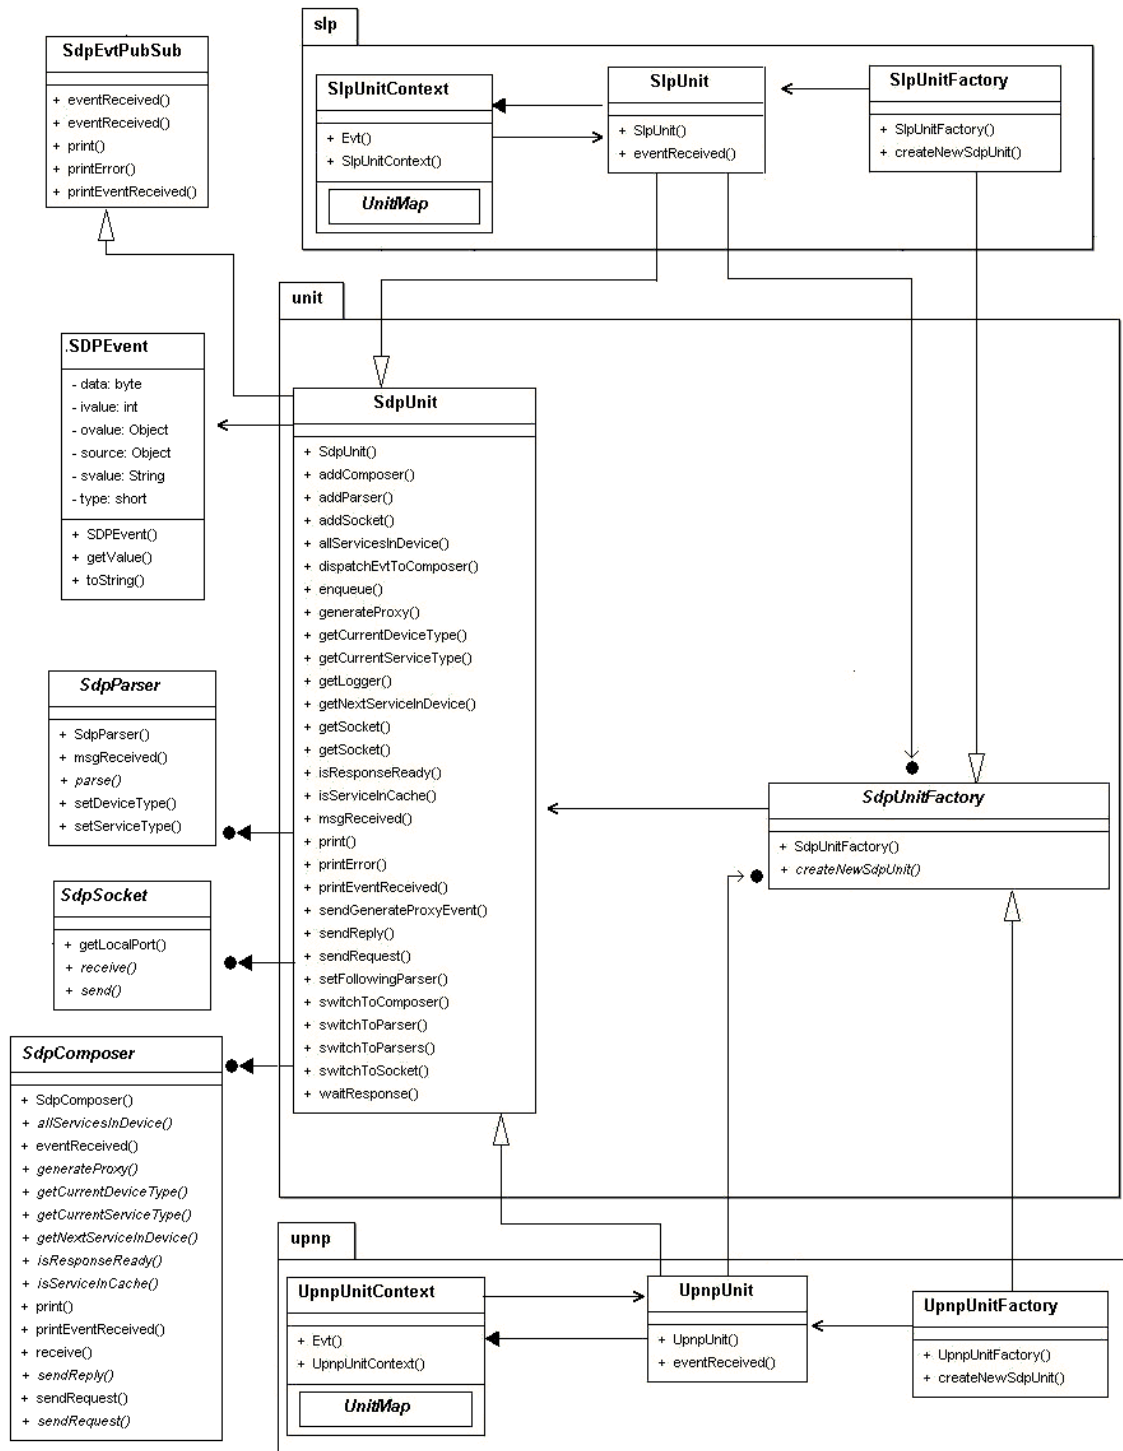 SdpEvtPubSub
+ eventReceived()
+ eventReceived()
+ print()
+ printError()
+ printEventReceived()
slp
SlpUnitContext
+ Evt()
+ SlpUnitContext()
UnitMap
SlpUnit
+ SlpUnit()
+ eventReceived()
SlpUnitFactory
+ SlpUnitFactory()
+ createNewSdpUnit()
unit
.SDPEvent
- data: byte
- ivalue: int
- ovalue: Object
- source: Object
- svalue: String
- type: short
+ SDPEvent()
+ getValue()
+ toString()
SdpUnit
+ SdpUnit()
+ addComposer()
+ addParser()
+ addSocket()
+ allServicesInDevice()
+ dispatchEvtToComposer()
+ enqueue()
+ generateProxy()
+ getCurrentDeviceType()
+ getCurrentServiceType()
+ getLogger()
+ getNextServiceInDevice()
+ getSocket()
+ getSocket()
+ isResponseReady()
+ isServiceInCache()
+ msgReceived()
+ print()
+ printError()
+ printEventReceived()
+ sendGenerateProxyEvent()
+ sendReply()
+ sendRequest()
+ setFollowingParser()
+ switchToComposer()
+ switchToParser()
+ switchToParsers()
+ switchToSocket()
+ waitResponse()
SdpParser
+ SdpParser()
+ msgReceived()
+ parse()
+ setDeviceType()
+ setServiceType()
SdpUnitFactory
+ SdpUnitFactory()
+ createNewSdpUnit()
SdpSocket
+ getLocalPort()
+ receive()
+ send()
SdpComposer
+ SdpComposer()
+ allServicesInDevice()
+ eventReceived()
+ generateProxy()
+ getCurrentDeviceType()
+ getCurrentServiceType()
+ getNextServiceInDevice()
+ isResponseReady()
+ isServiceInCache()
+ print()
+ printEventReceived()
+ receive()
+ sendReply()
+ sendRequest()
+ sendRequest()
upnp
UpnpUnitContext
+ Evt()
+ UpnpUnitContext()
UnitMap
UpnpUnit
+ UpnpUnit()
+ eventReceived()
UpnpUnitFactory
+ UpnpUnitFactory()
+ createNewSdpUnit()